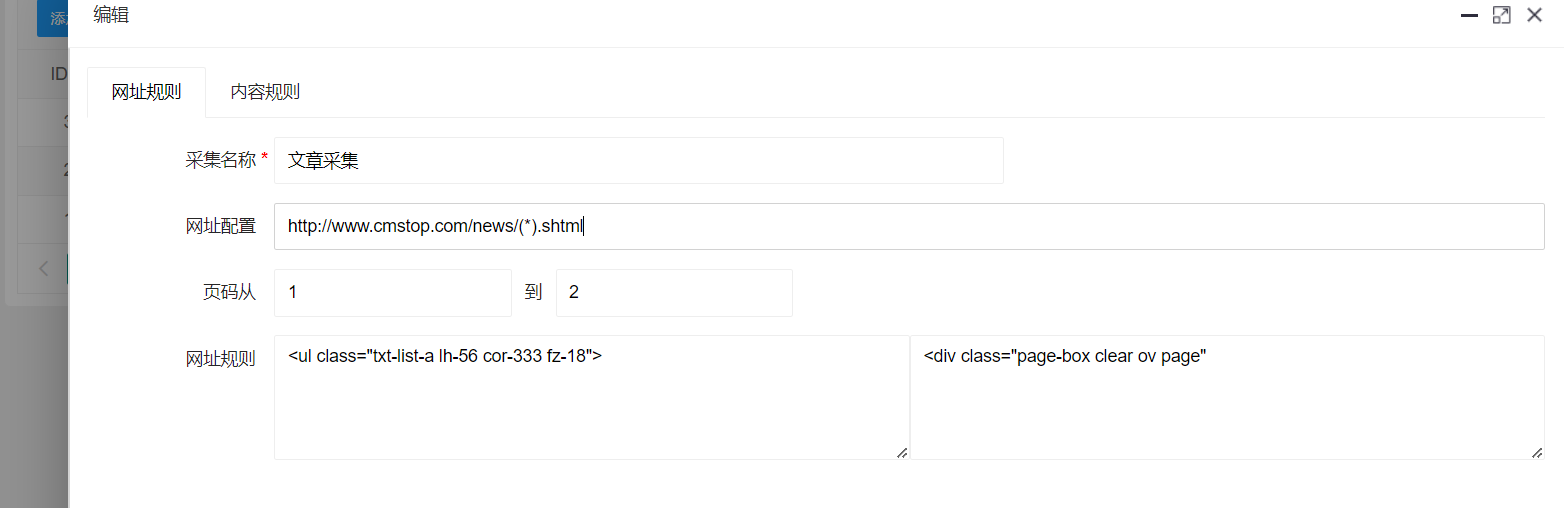 添
编辑
ID
网址规则 内容规则
3
采集名称 * 文章采集
2
网址配置 http://www.cmstop.com/news/(*).shtml
页码从 1 到 2
网址规则 <ul class="txt-list-a lh-56 cor-333 fz-18"> <div class="page-box clear ov page"